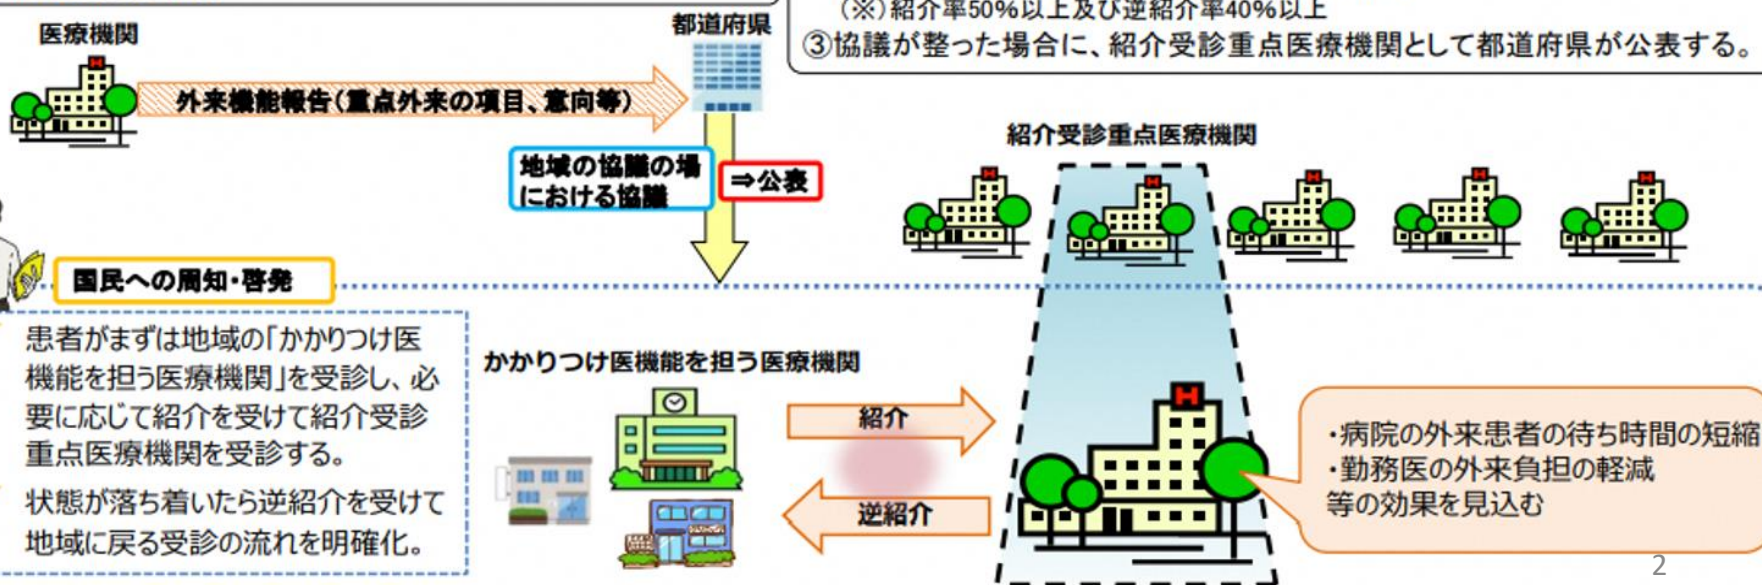 （※）紹介率50％以上及び逆紹介率40％以上
③協議が整った場合に、紹介受診重点医療機関として都道府県が公表する。
医療機関
都道府県
外来機能報告（重点外来の項目、意向等）
地域の協議の場
における協議
⇒公表
紹介受診重点医療機関
H
H
H
H
H
H
国民への周知・啓発
患者がまずは地域の「かかりつけ医
機能を担う医療機関」を受診し、必
要に応じて紹介を受けて紹介受診
重点医療機関を受診する。
状態が落ち着いたら逆紹介を受けて
地域に戻る受診の流れを明確化。
かかりつけ医機能を担う医療機関
紹介
逆紹介
H
・病院の外来患者の待ち時間の短縮
・勤務医の外来負担の軽減
等の効果を見込む
2